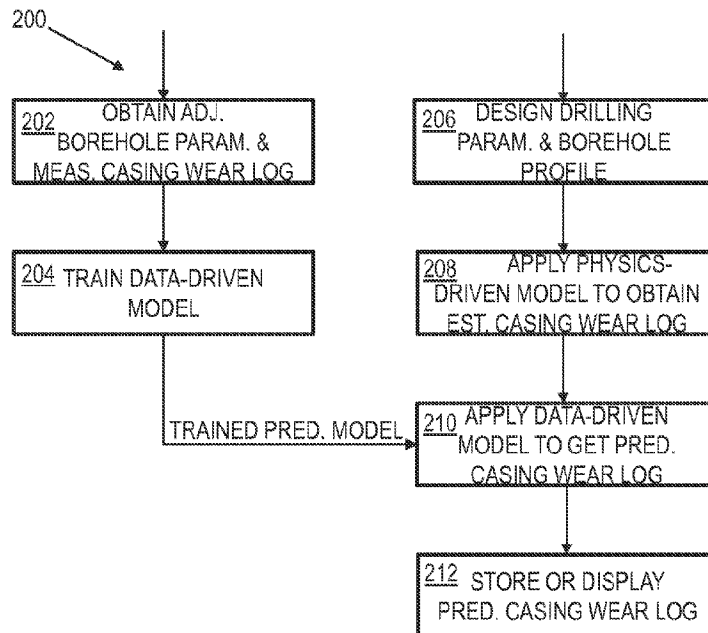 200
202 OBTAIN ADJ.
BOREHOLE PARAM. &
MEAS. CASING WEAR LOG
204 TRAIN DATA-DRIVEN
MODEL
206 DESIGN DRILLING
PARAM. & BOREHOLE
PROFILE
208 APPLY PHYSICS-
DRIVEN MODEL TO OBTAIN
EST. CASING WEAR LOG
TRAINED PRED. MODEL
210 APPLY DATA-DRIVEN
MODEL TO GET PRED.
CASING WEAR LOG
212 STORE OR DISPLAY
PRED. CASING WEAR LOG